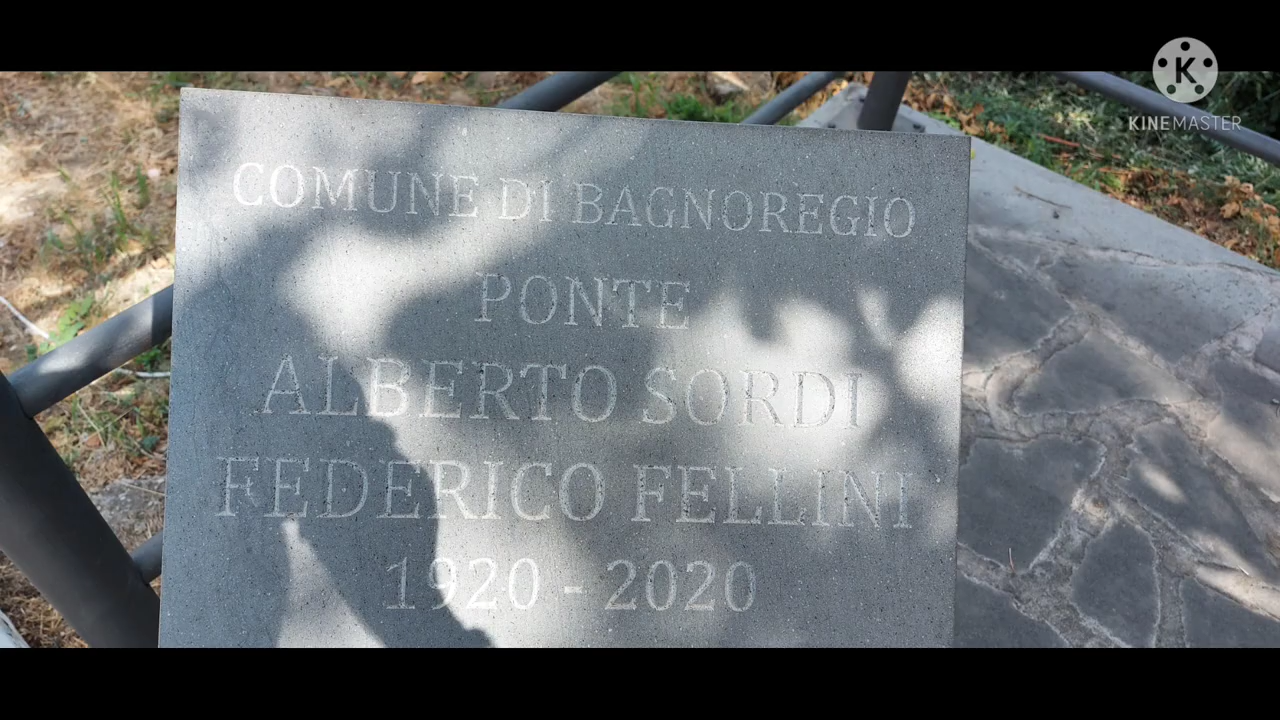 KINEMASTER
COMUNE DI BAGNOREGIO
PONTE
ALBERTO SORDI
FEDERICO FELLINI
1920 - 2020